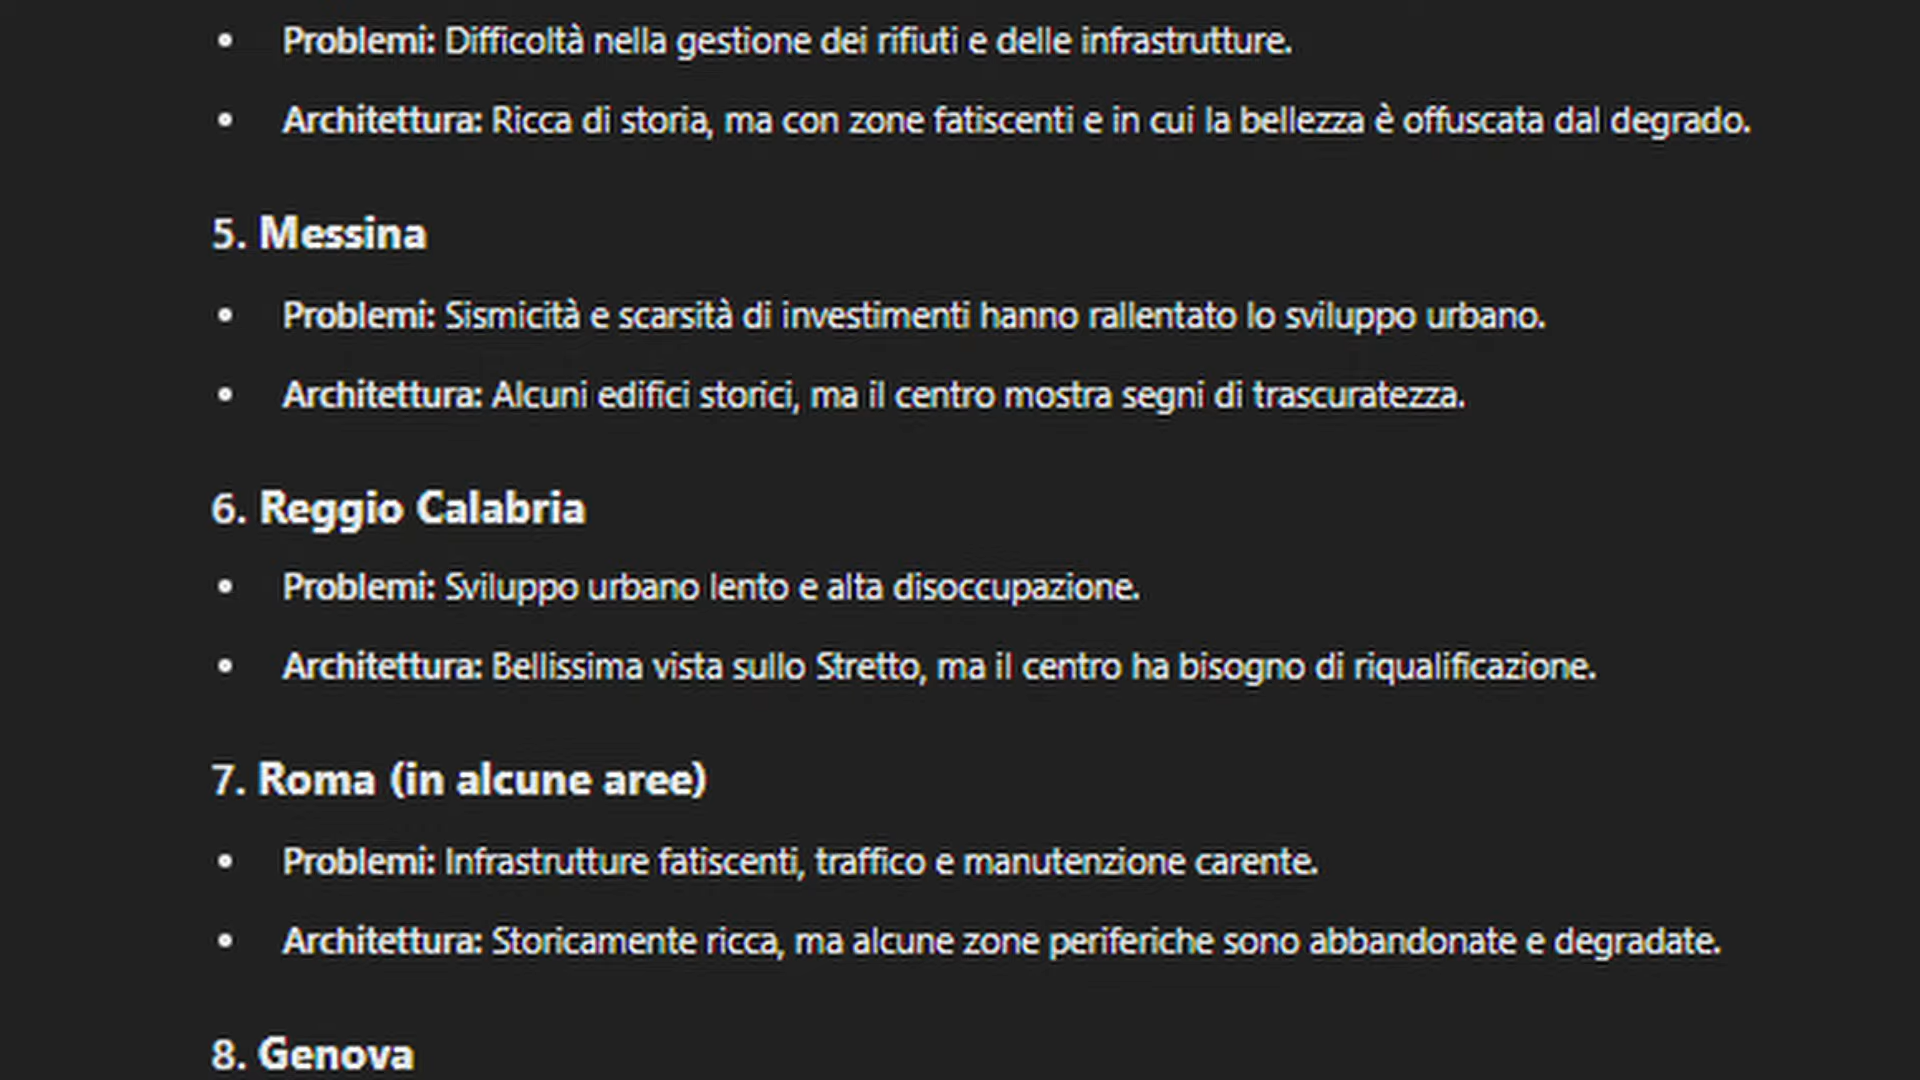 • Problemi: Difficoltà nella gestione dei rifiuti e delle infrastrutture.
• Architettura: Ricca di storia, ma con zone fatiscenti e in cui la bellezza è offuscata dal degrado.
5. Messina
• Problemi: Sismicità e scarsità di investimenti hanno rallentato lo sviluppo urbano.
• Architettura: Alcuni edifici storici, ma il centro mostra segni di trascuratezza.
6. Reggio Calabria
• Problemi: Sviluppo urbano lento e alta disoccupazione.
• Architettura: Bellissima vista sullo Stretto, ma il centro ha bisogno di riqualificazione.
7. Roma (in alcune aree)
• Problemi: Infrastrutture fatiscenti, traffico e manutenzione carente.
• Architettura: Storicamente ricca, ma alcune zone periferiche sono abbandonate e degradate.
8. Genova